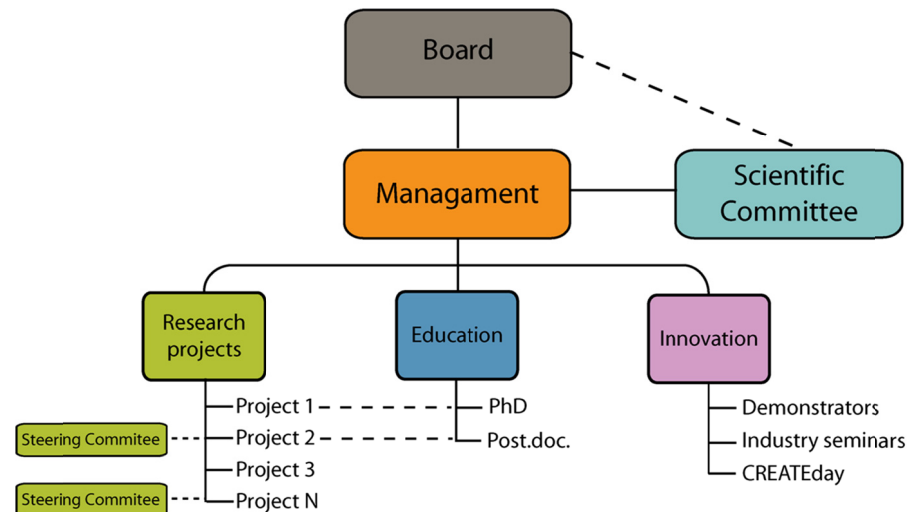 Board
Managament
Scientific
Committee
Research
projects
Education
Innovation
Project 1
PhD
Demonstrators
Steering Commitee
Project 2
Post.doc.
Industry seminars
Project 3
CREATEday
Steering Commitee
Project N